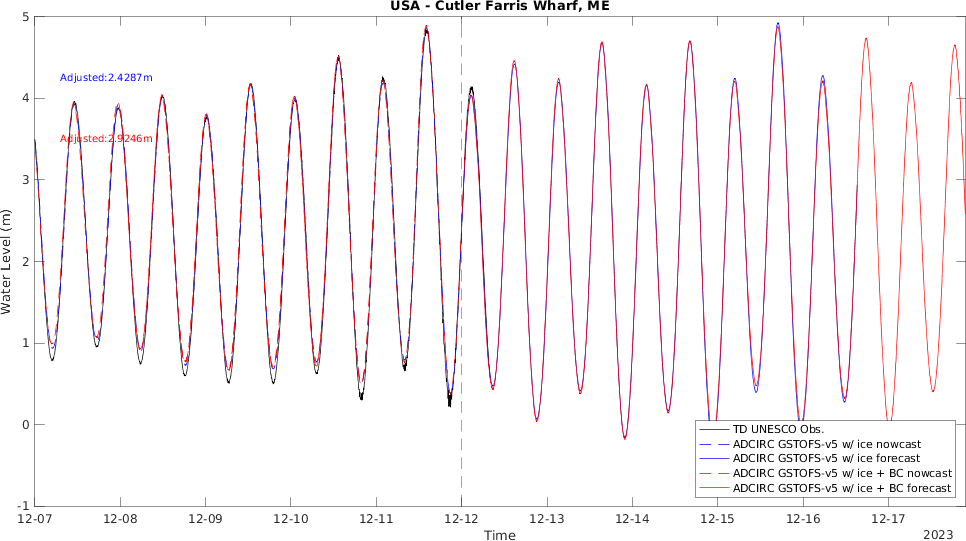 USA - Cutler Farris Wharf, ME
5
4
3
2
1
0
-1
Water Level (m)
Adjusted:2.4287m
Adjusted:2.9246m
TD UNESCO Obs.
ADCIRC GSTOFS-v5 w/ ice nowcast
ADCIRC GSTOFS-v5 w/ ice forecast
ADCIRC GSTOFS-v5 w/ ice + BC nowcast
ADCIRC GSTOFS-v5 w/ ice + BC forecast
12-07 12-08 12-09 12-10 12-11 12-12 12-13 12-14 12-15 12-16 12-17
Time
2023